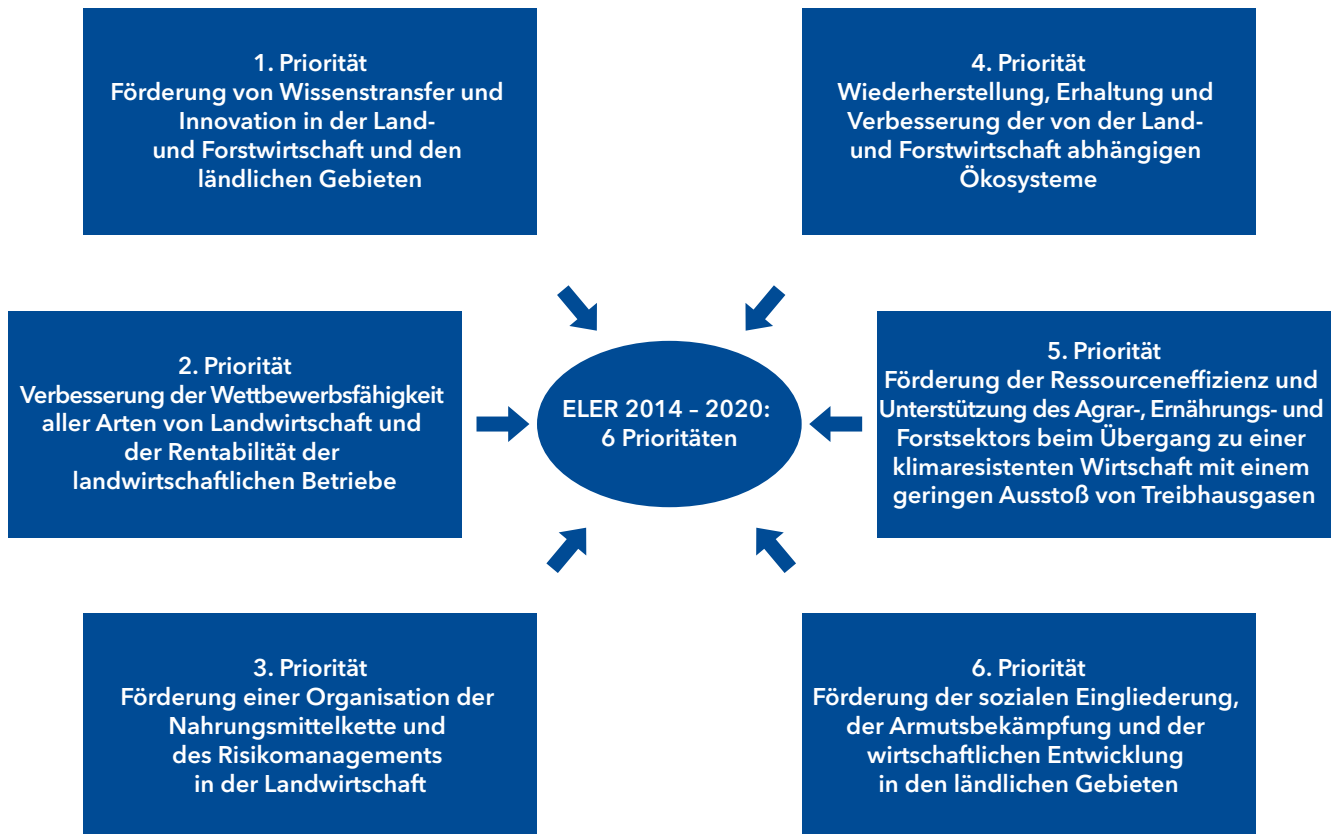 1. Priorität
Förderung von Wissenstransfer und
Innovation in der Land-
und Forstwirtschaft und den
ländlichen Gebieten
2. Priorität
Verbesserung der Wettbewerbsfähigkeit
aller Arten von Landwirtschaft und
der Rentabilität der
landwirtschaftlichen Betriebe
3. Priorität
Förderung einer Organisation der
Nahrungsmittelkette und
des Risikomanagements
in der Landwirtschaft
ELER 2014 – 2020:
6 Prioritäten
4. Priorität
Wiederherstellung, Erhaltung und
Verbesserung der von der Land-
und Forstwirtschaft abhängigen
Ökosysteme
5. Priorität
Förderung der Ressourceneffizienz und
Unterstützung des Agrar-, Ernährungs- und
Forstsektors beim Übergang zu einer
klimaresistenten Wirtschaft mit einem
geringen Ausstoß von Treibhausgasen
6. Priorität
Förderung der sozialen Eingliederung,
der Armutsbekämpfung und der
wirtschaftlichen Entwicklung
in den ländlichen Gebieten